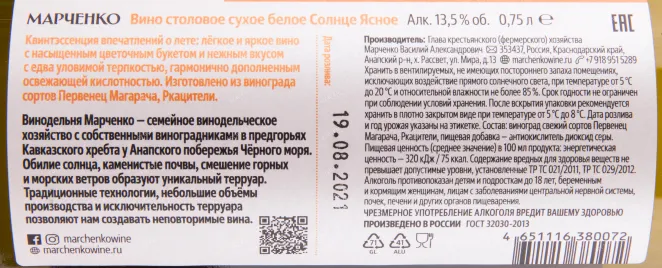 МАРЧЕНКО Вино столовое сухое белое Солнце Ясное Алк. 13,5% об. 0,75 л ℮
EAC
Квинтэссенция впечатлений о лете: лёгкое и яркое вино
с насыщенным цветочным букетом и нежным вкусом
с едва уловимой терпкостью, гармонично дополненным
освежающей кислотностью. Изготовлено из винограда
сортов Первенец Магарача, Ркацители.
Винодельня Марченко – семейное винодельческое
хозяйство с собственными виноградниками в предгорьях
Кавказского хребта у Анапского побережья Чёрного моря.
Обилие солнца, каменистые почвы, смешение горных
и морских ветров образуют уникальный терруар.
Традиционные технологии, небольшие объёмы
производства и исключительность терруара
позволяют нам создавать неповторимые вина.
marchenkowine
marchenkowine.ru
Дата розлива:
19.08.2021
Производитель: Глава крестьянского (фермерского) хозяйства
Марченко Василий Александрович 353437, Россия, Краснодарский край,
Анапский р-н, х. Рассвет, ул. Мира, д.13 marchenkowine.ru +7 918 951 5289
Хранить в вентилируемых, не имеющих постороннего запаха помещениях,
исключающих воздействие прямого солнечного света, при температуре от 5 °C
до 20 °C и относительной влажности не более 85 %. Срок годности не ограничен
при соблюдении условий хранения. После вскрытия упаковки рекомендуется
хранить в плотно закрытом виде при температуре от 5 °C до 8 °C. Дата розлива
и год урожая указаны на этикетке. Состав: виноград свежий сортов Первенец
Магарача, Ркацители, пищевая добавка – антиокислитель диоксид серы.
Пищевая ценность (среднее значение) в 100 мл продукта: энергетическая
ценность – 320 кДж / 75 ккал. Содержание вредных для здоровья веществ не
превышает допустимые уровни, установленные ТР ТС 021/2011, ТР ТС 029/2012.
Алкоголь противопоказан детям и подросткам до 18 лет, беременным
и кормящим женщинам, лицам с заболеваниями центральной нервной системы,
почек, печени и других органов пищеварения.
ЧРЕЗМЕРНОЕ УПОТРЕБЛЕНИЕ АЛКОГОЛЯ ВРЕДИТ ВАШЕМУ ЗДОРОВЬЮ
ПРОИЗВЕДЕНО В РОССИИ ГОСТ 32030-2013
71
GL
41
ALU
4 651116 380072